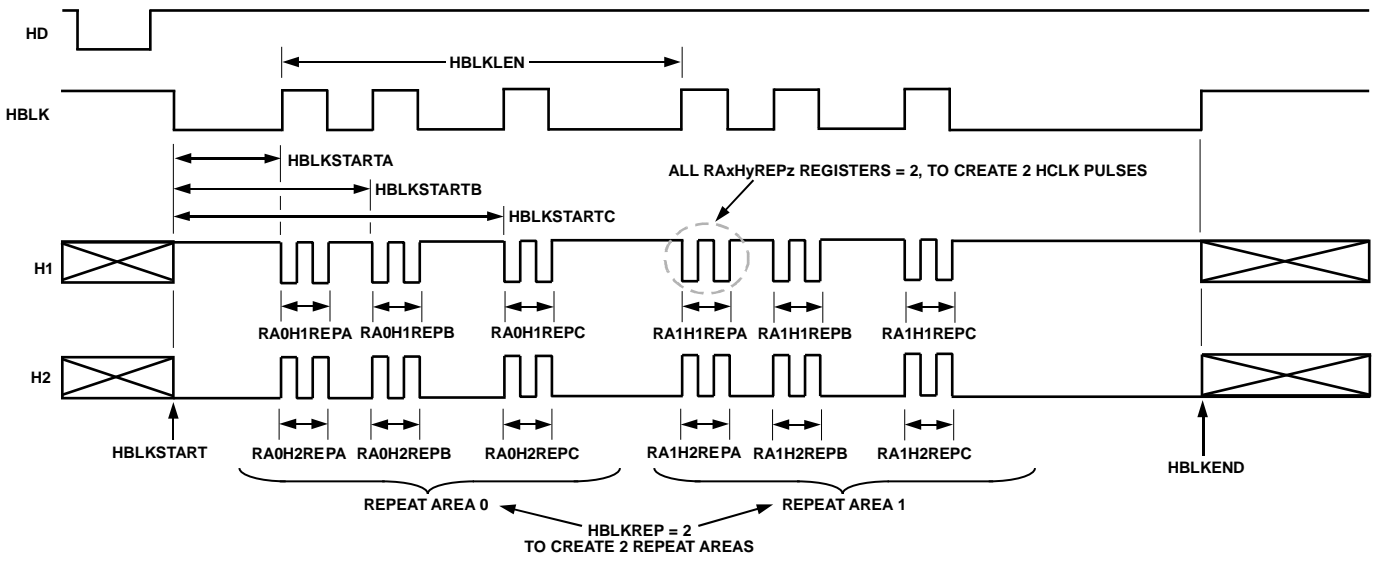 HD
HBLKLEN
HBLK
HBLKSTARTA
ALL RAxHyREPz REGISTERS = 2, TO CREATE 2 HCLK PULSES
HBLKSTARTB
HBLKSTARTC
H1
RA0H1REPA RA0H1REPB RA0H1REPC RA1H1REPA RA1H1REPB RA1H1REPC
H2
HBLKSTART RA0H2REPA RA0H2REPB RA0H2REPC RA1H2REPA RA1H2REPB RA1H2REPC
HBLKEND
REPEAT AREA 0 REPEAT AREA 1
HBLKREP = 2
TO CREATE 2 REPEAT AREAS